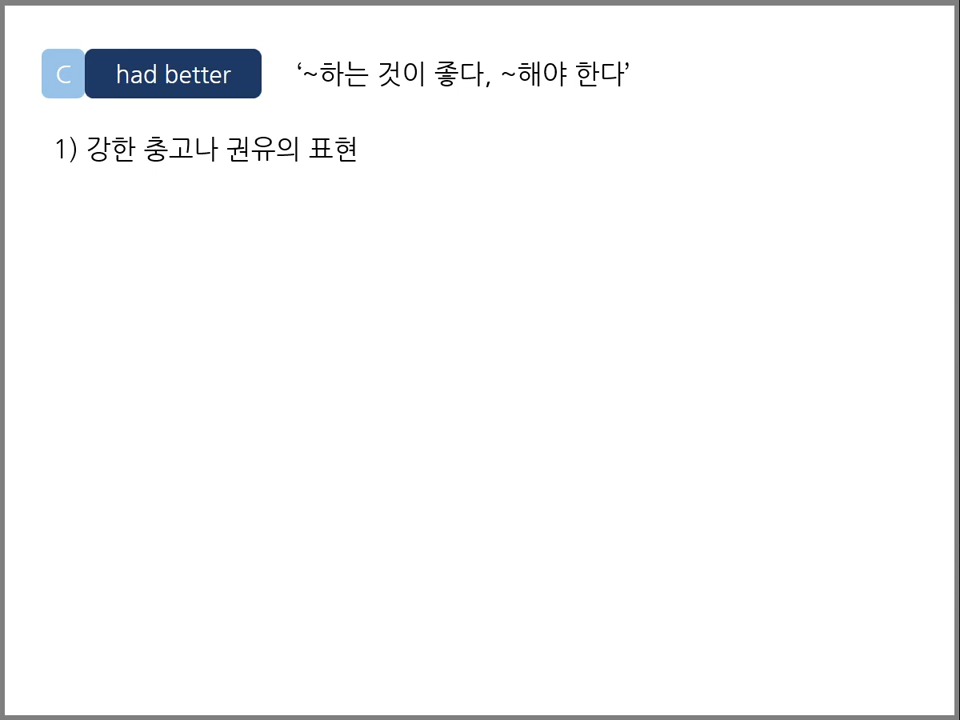 C had better ‘~하는 것이 좋다, ~해야 한다’
1) 강한 충고나 권유의 표현